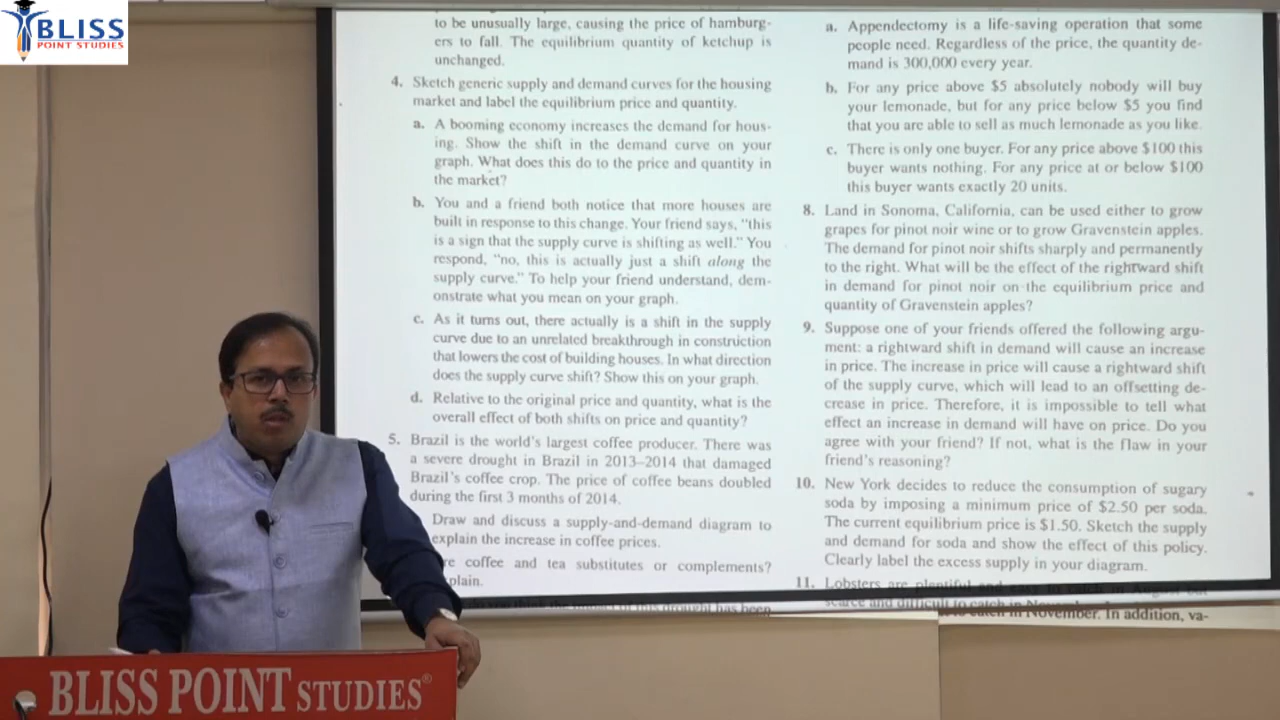 BLISS
POINT STUDIES
to be unusually large, causing the price of hamburg-
ers to fall. The equilibrium quantity of ketchup is
unchanged.
4. Sketch generic supply and demand curves for the housing
market and label the equilibrium price and quantity.
a. A booming economy increases the demand for hous-
ing. Show the shift in the demand curve on your
graph. What does this do to the price and quantity in
the market?
b. You and a friend both notice that more houses are
built in response to this change. Your friend says, "this
is a sign that the supply curve is shifting as well." You
respond, "no, this is actually just a shift along the
supply curve." To help your friend understand, dem-
onstrate what you mean on your graph.
c. As it turns out, there actually is a shift in the supply
curve due to an unrelated breakthrough in construction
that lowers the cost of building houses. In what direction
does the supply curve shift? Show this on your graph.
d. Relative to the original price and quantity, what is the
overall effect of both shifts on price and quantity?
5. Brazil is the world's largest coffee producer. There was
a severe drought in Brazil in 2013–2014 that damaged
Brazil's coffee crop. The price of coffee beans doubled
during the first 3 months of 2014.
Draw and discuss a supply-and-demand diagram to
explain the increase in coffee prices.
re coffee and tea substitutes or complements?
plain.
a. Appendectomy is a life-saving operation that some
people need. Regardless of the price, the quantity de-
mand is 300,000 every year.
b. For any price above $5 absolutely nobody will buy
your lemonade, but for any price below $5 you find
that you are able to sell as much lemonade as you like.
c. There is only one buyer. For any price above $100 this
buyer wants nothing. For any price at or below $100
this buyer wants exactly 20 units.
8. Land in Sonoma, California, can be used either to grow
grapes for pinot noir wine or to grow Gravenstein apples.
The demand for pinot noir shifts sharply and permanently
to the right. What will be the effect of the rightward shift
in demand for pinot noir on the equilibrium price and
quantity of Gravenstein apples?
9. Suppose one of your friends offered the following argu-
ment: a rightward shift in demand will cause an increase
in price. The increase in price will cause a rightward shift
of the supply curve, which will lead to an offsetting de-
crease in price. Therefore, it is impossible to tell what
effect an increase in demand will have on price. Do you
agree with your friend? If not, what is the flaw in your
friend's reasoning?
10. New York decides to reduce the consumption of sugary
soda by imposing a minimum price of $2.50 per soda.
The current equilibrium price is $1.50. Sketch the supply
and demand for soda and show the effect of this policy.
Clearly label the excess supply in your diagram.
11. Lobsters are plentiful and easy to catch in August but
scarce and difficult to catch in November. In addition, va-
BLISS POINT STUDIES®